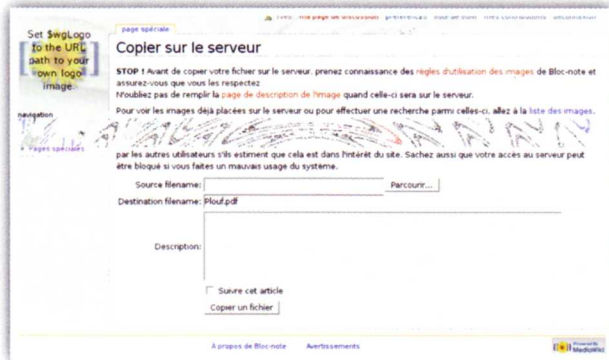 ma page de discussion préférences
page spéciale
Set $wgLogo
to the URL
path to your
own logo
image.
Copier sur le serveur
STOP ! Avant de copier votre fichier sur le serveur, prenez connaissance des règles d'utilisation des images de Bloc-note et
assurez-vous que vous les respectez
N'oubliez pas de remplir la page de description de l'image quand celle-ci sera sur le serveur.
Pour voir les images déjà placées sur le serveur ou pour effectuer une recherche parmi celles-ci, allez à la liste des images.
navigation
Pages spéciales
par les autres utilisateurs s'ils estiment que cela est dans l'intérêt du site. Sachez aussi que votre accès au serveur peut
être bloqué si vous faites un mauvais usage du système.
Source filename: Parcourir...
Destination filename: Plouf.pdf
Description:
Suivre cet article
Copier un fichier
À propos de Bloc-note Avertissements
Powered By
MediaWiki